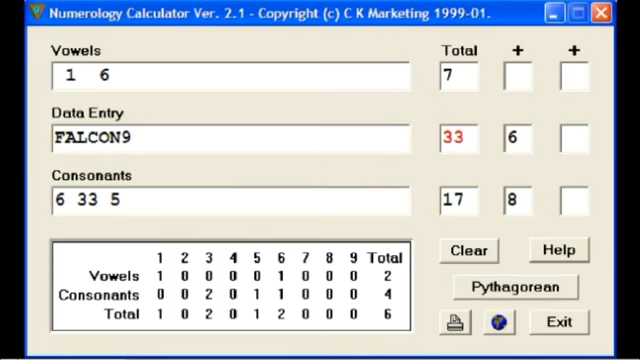 Numerology Calculator Ver. 2.1 - Copyright (c) C K Marketing 1999-01.
Vowels Total + +
1 6 7
Data Entry
FALCON9 33 6
Consonants
6 33 5 17 8
1 2 3 4 5 6 7 8 9 Total
Vowels 1 0 0 0 0 1 0 0 0 2
Consonants 0 0 2 0 1 1 0 0 0 4
Total 1 0 2 0 1 2 0 0 0 6
Clear Help
Pythagorean
Exit